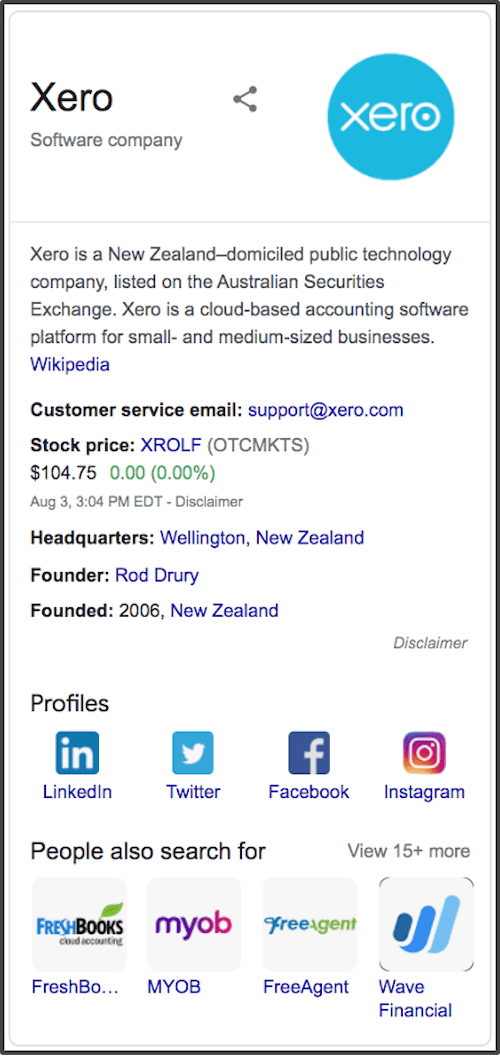 Xero
Software company
xero
Xero is a New Zealand–domiciled public technology
company, listed on the Australian Securities
Exchange. Xero is a cloud-based accounting software
platform for small- and medium-sized businesses.
Wikipedia
Customer service email: support@xero.com
Stock price: XROLF (OTCMKTS)
$104.75 0.00 (0.00%)
Aug 3, 3:04 PM EDT - Disclaimer
Headquarters: Wellington, New Zealand
Founder: Rod Drury
Founded: 2006, New Zealand
Disclaimer
Profiles
in
f
LinkedIn Twitter Facebook Instagram
People also search for View 15+ more
FRESHBOOKS
cloud accounting
myob
freeagent
FreshBo... MYOB FreeAgent Wave
Financial